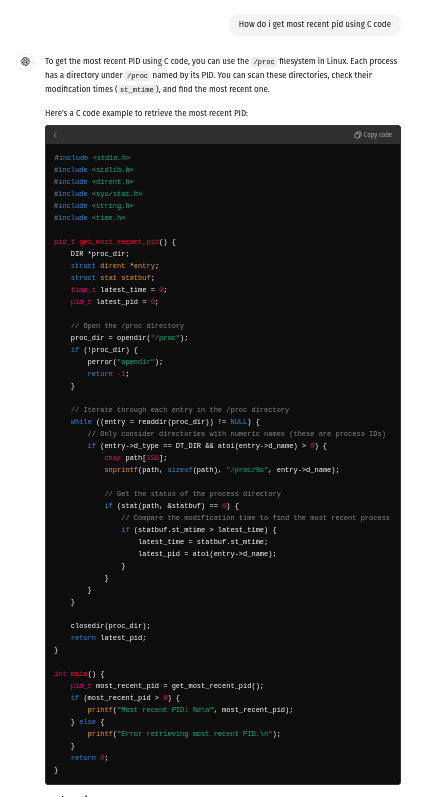 How do i get most recent pid using C code
To get the most recent PID using C code, you can use the /proc filesystem in Linux. Each process
has a directory under /proc named by its PID. You can scan these directories, check their
modification times (st_mtime), and find the most recent one.
Here's a C code example to retrieve the most recent PID:
c Copy code
#include <stdio.h>
#include <stdlib.h>
#include <dirent.h>
#include <sys/stat.h>
#include <string.h>
#include <time.h>
pid_t get_most_recent_pid() {
DIR *proc_dir;
struct dirent *entry;
struct stat statbuf;
time_t latest_time = 0;
pid_t latest_pid = 0;
// Open the /proc directory
proc_dir = opendir("/proc");
if (!proc_dir) {
perror("opendir");
return -1;
}
// Iterate through each entry in the /proc directory
while ((entry = readdir(proc_dir)) != NULL) {
// Only consider directories with numeric names (these are process IDs)
if (entry->d_type == DT_DIR && atoi(entry->d_name) > 0) {
char path[256];
snprintf(path, sizeof(path), "/proc/%s", entry->d_name);
// Get the status of the process directory
if (stat(path, &statbuf) == 0) {
// Compare the modification time to find the most recent process
if (statbuf.st_mtime > latest_time) {
latest_time = statbuf.st_mtime;
latest_pid = atoi(entry->d_name);
}
}
}
}
closedir(proc_dir);
return latest_pid;
}
int main() {
pid_t most_recent_pid = get_most_recent_pid();
if (most_recent_pid > 0) {
printf("Most recent PID: %d\n", most_recent_pid);
} else {
printf("Error retrieving most recent PID.\n");
}
return 0;
}